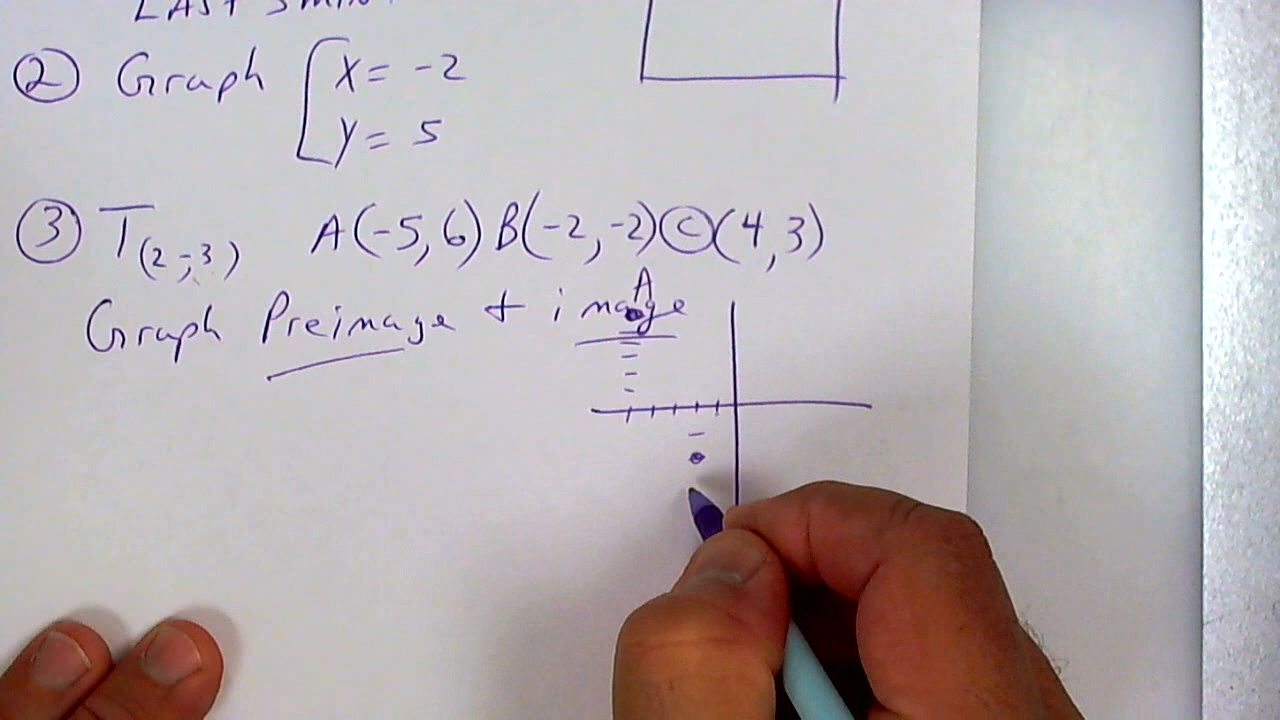 ② Graph { x = -2
y = 5
③ T(2,-3) A(-5,6) B(-2,-2) C(4,3)
Graph Preimage + image
A